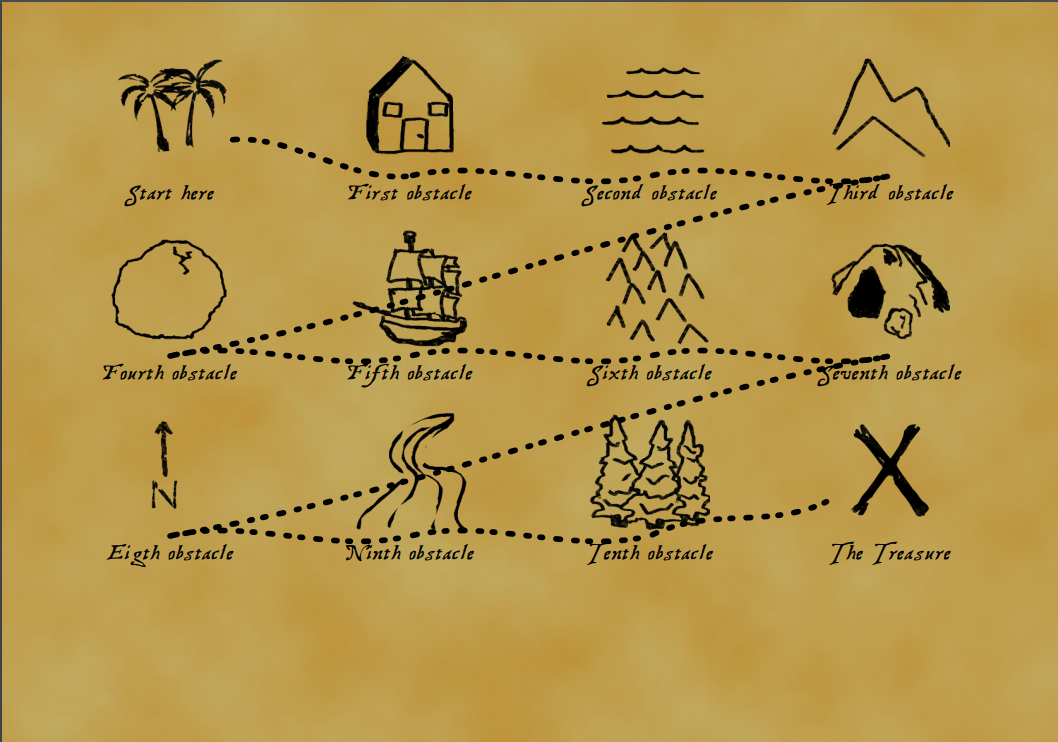 Start here
First obstacle
Second obstacle
Third obstacle
Fourth obstacle
Fifth obstacle
Sixth obstacle
Seventh obstacle
N
Eigth obstacle
Ninth obstacle
Tenth obstacle
The Treasure